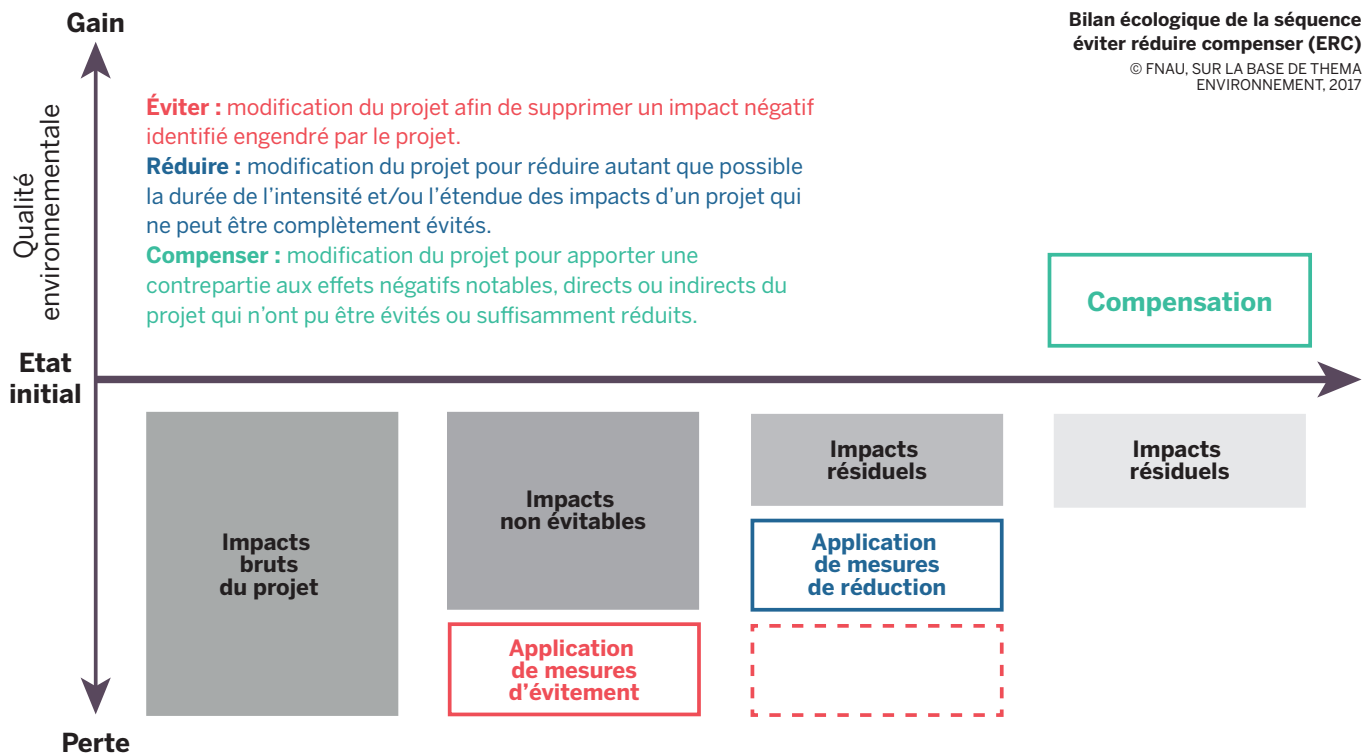 Gain
Bilan écologique de la séquence
éviter réduire compenser (ERC)
© FNAU, SUR LA BASE DE THEMA
ENVIRONNEMENT, 2017
Qualité
environnementale
Éviter : modification du projet afin de supprimer un impact négatif
identifié engendré par le projet.
Réduire : modification du projet pour réduire autant que possible
la durée de l’intensité et/ou l’étendue des impacts d’un projet qui
ne peut être complètement évités.
Compenser : modification du projet pour apporter une
contrepartie aux effets négatifs notables, directs ou indirects du
projet qui n’ont pu être évités ou suffisamment réduits.
Compensation
Etat
initial
Impacts
bruts
du projet
Impacts
non évitables
Application
de mesures
d’évitement
Impacts
résiduels
Application
de mesures
de réduction
Impacts
résiduels
Perte